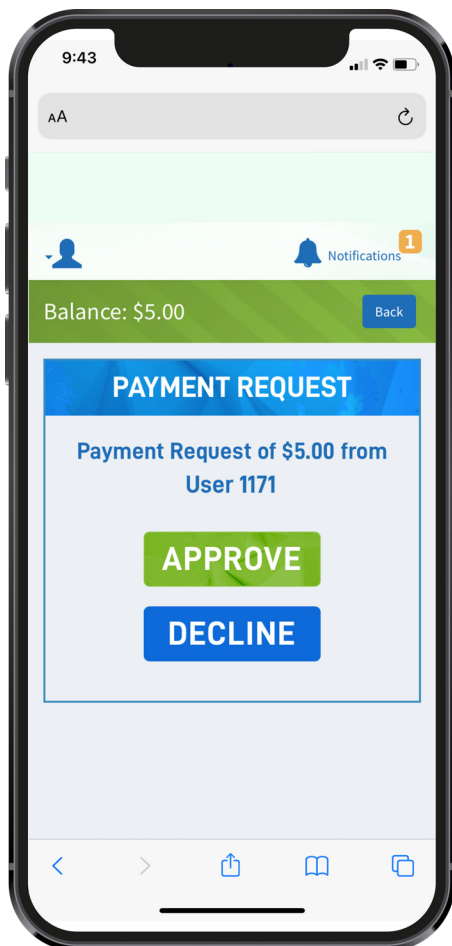 9:43
AA
1
Notifications
Balance: $5.00
Back
PAYMENT REQUEST
Payment Request of $5.00 from
User 1171
APPROVE
DECLINE